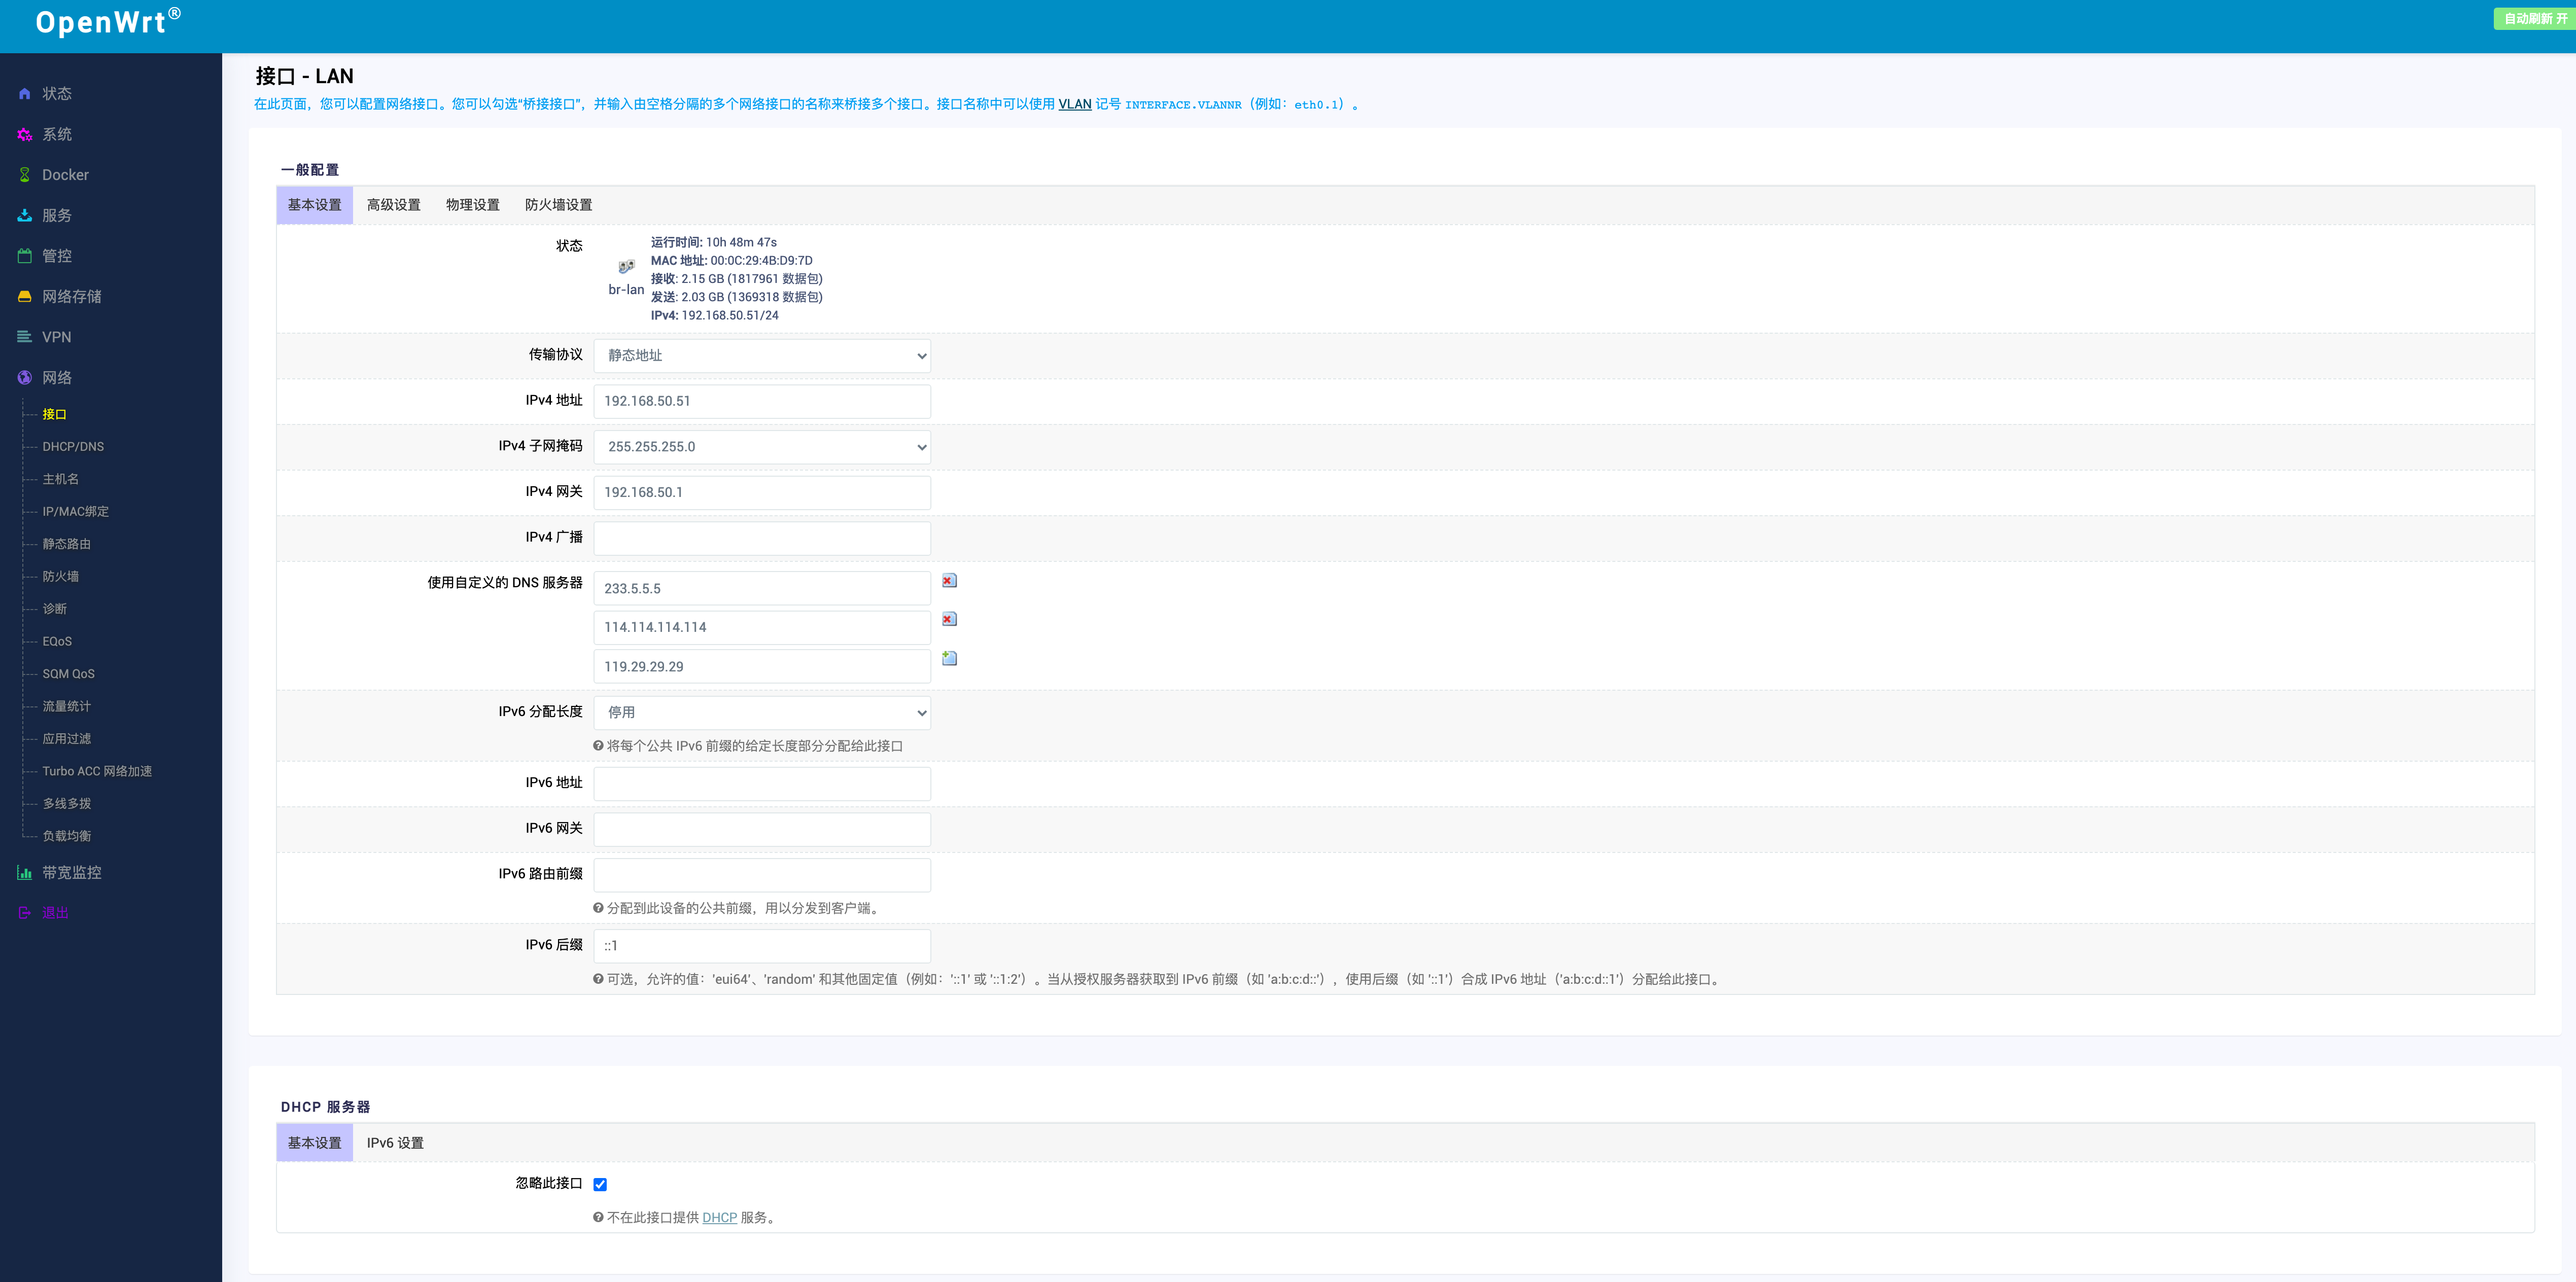 OpenWrt®
自动刷新 开
状态
系统
Docker
服务
管控
网络存储
VPN
网络
接口
DHCP/DNS
主机名
IP/MAC绑定
静态路由
防火墙
诊断
EQoS
SQM QoS
流量统计
应用过滤
Turbo ACC 网络加速
多线多拨
负载均衡
带宽监控
退出
接口 - LAN
在此页面，您可以配置网络接口。您可以勾选“桥接接口”，并输入由空格分隔的多个网络接口的名称来桥接多个接口。接口名称中可以使用 VLAN 记号 INTERFACE.VLANNR（例如：eth0.1）。
一般配置
基本设置 高级设置 物理设置 防火墙设置
状态
br-lan
运行时间: 10h 48m 47s
MAC 地址: 00:0C:29:4B:D9:7D
接收: 2.15 GB (1817961 数据包)
发送: 2.03 GB (1369318 数据包)
IPv4: 192.168.50.51/24
传输协议 静态地址
IPv4 地址 192.168.50.51
IPv4 子网掩码 255.255.255.0
IPv4 网关 192.168.50.1
IPv4 广播
使用自定义的 DNS 服务器 233.5.5.5
114.114.114.114
119.29.29.29
IPv6 分配长度 停用
将每个公共 IPv6 前缀的给定长度部分分配给此接口
IPv6 地址
IPv6 网关
IPv6 路由前缀
分配到此设备的公共前缀，用以分发到客户端。
IPv6 后缀 ::1
可选，允许的值：'eui64'、'random' 和其他固定值（例如：'::1' 或 '::1:2'）。当从授权服务器获取到 IPv6 前缀（如 'a:b:c:d::'），使用后缀（如 '::1'）合成 IPv6 地址（'a:b:c:d::1'）分配给此接口。
DHCP 服务器
基本设置 IPv6 设置
忽略此接口
不在此接口提供 DHCP 服务。